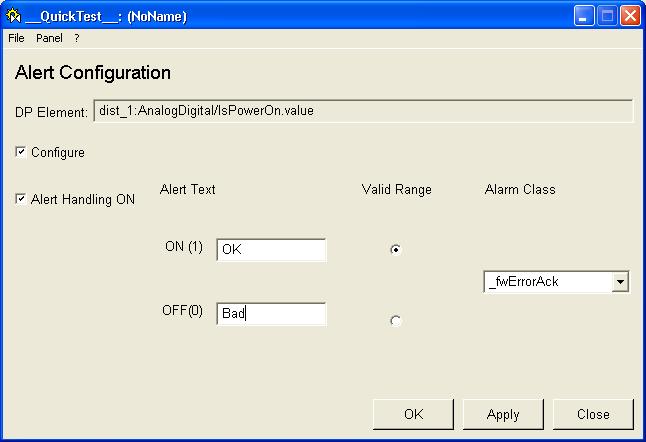 __QuickTest__: (NoName)
File Panel ?
Alert Configuration
DP Element: dist_1:AnalogDigital/IsPowerOn.value
Configure
Alert Handling ON Alert Text Valid Range Alarm Class
ON (1) OK
_fwErrorAck
OFF(0) Bad
OK Apply Close